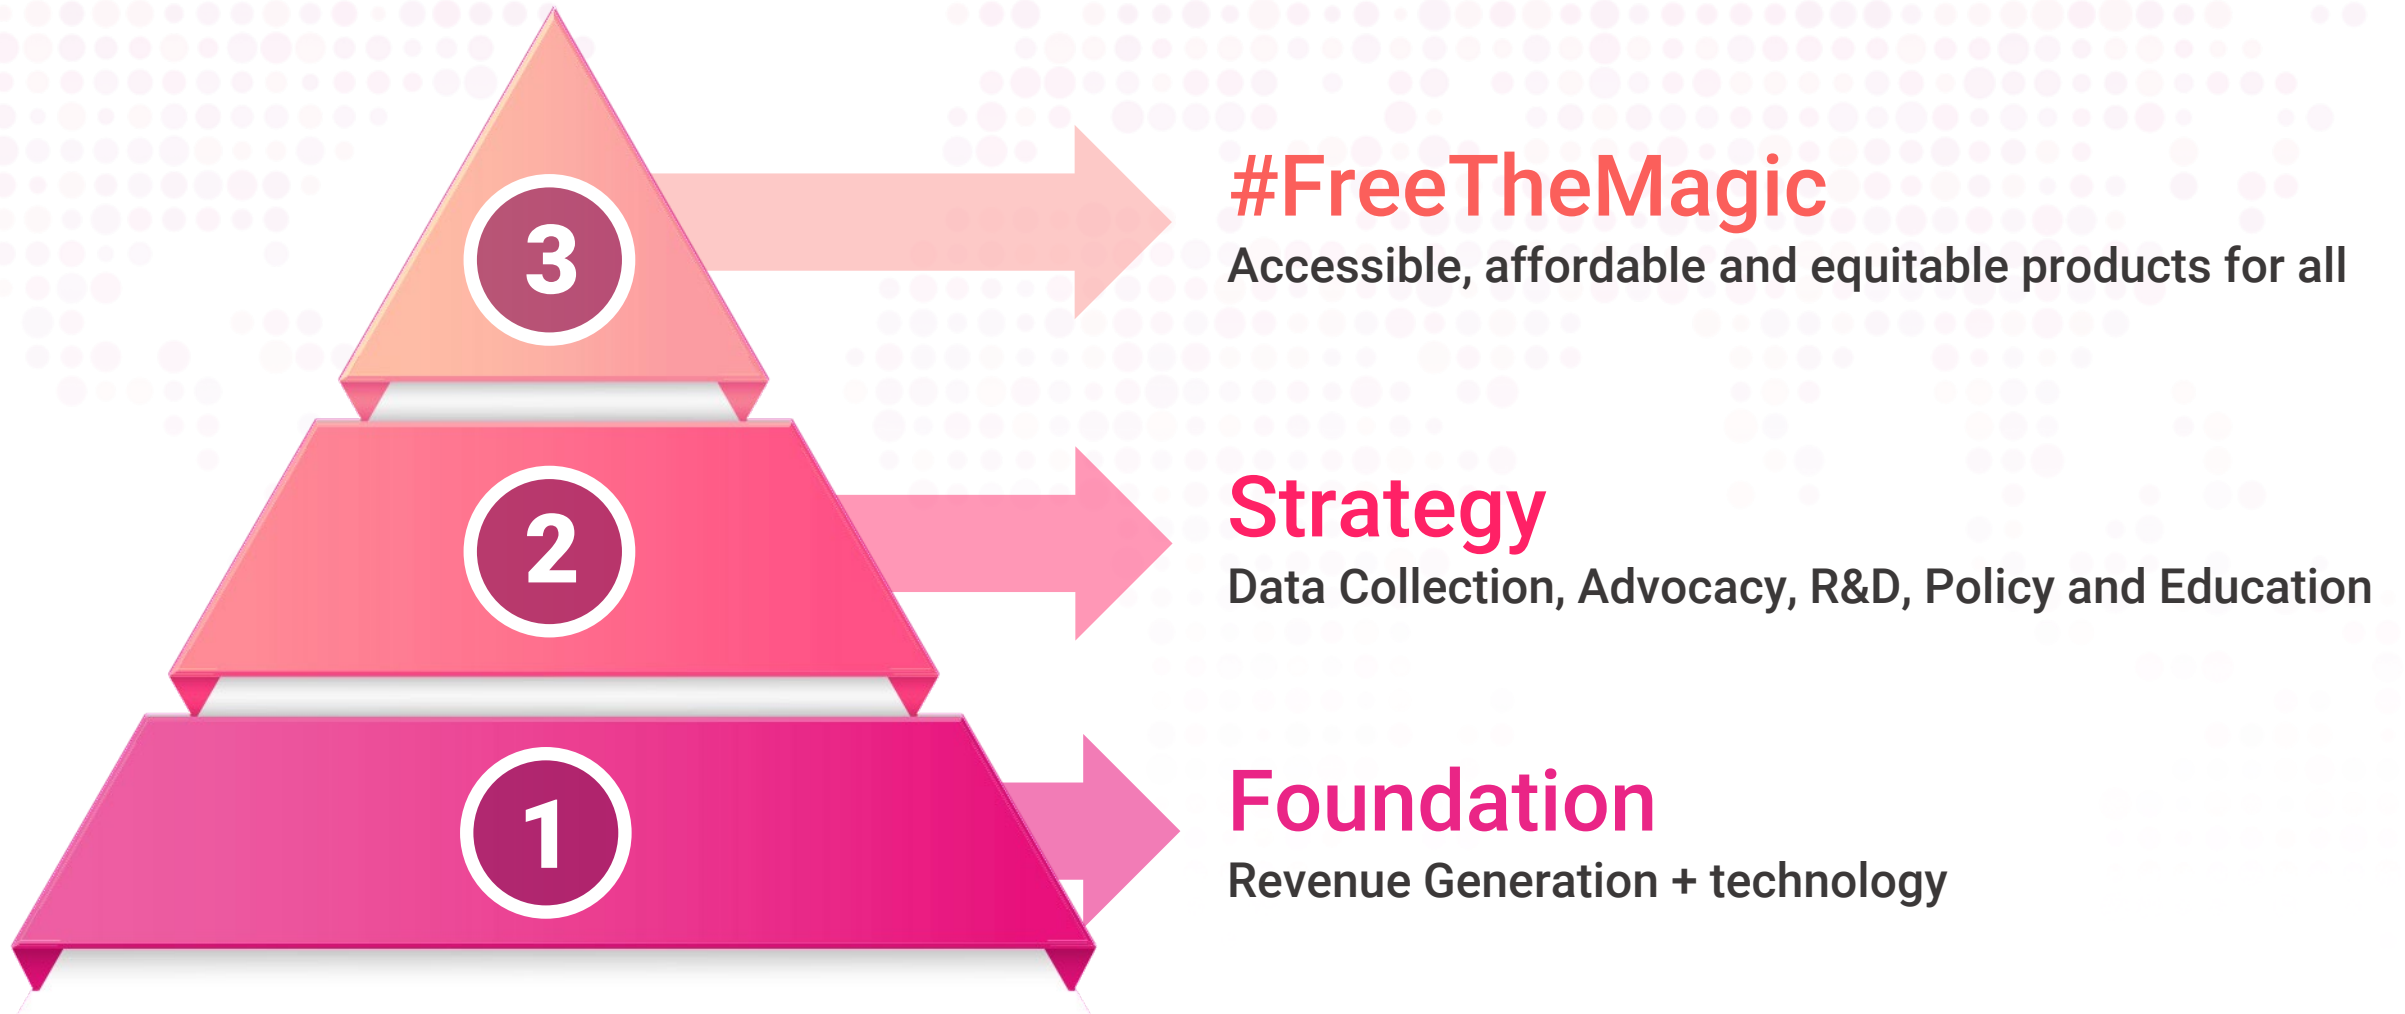 3
#FreeTheMagic
Accessible, affordable and equitable products for all
2
Strategy
Data Collection, Advocacy, R&D, Policy and Education
1
Foundation
Revenue Generation + technology